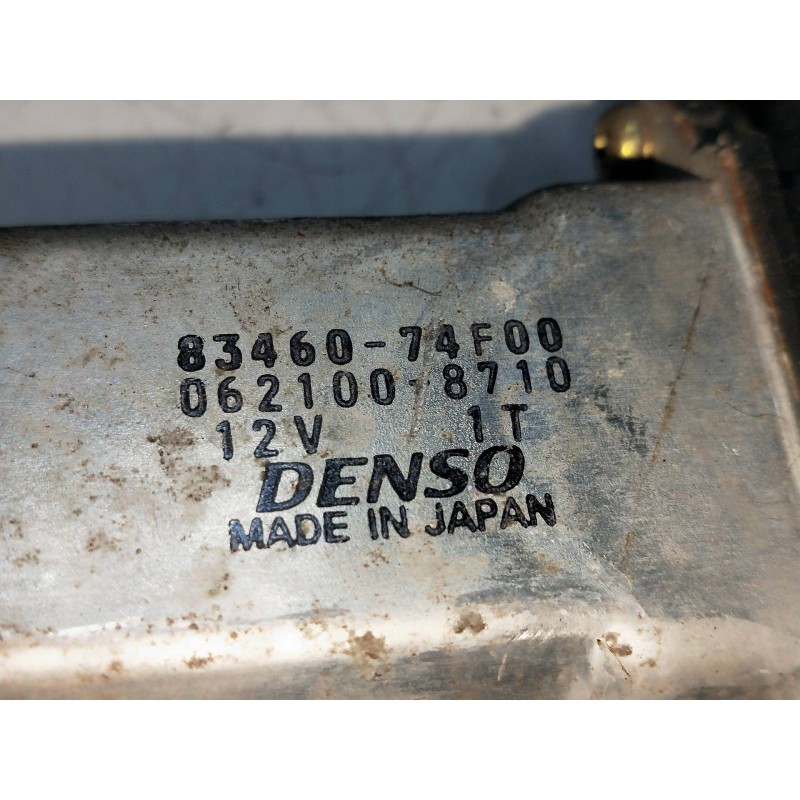 83460-74F00
062100-8710
12V 1T
DENSO
MADE IN JAPAN